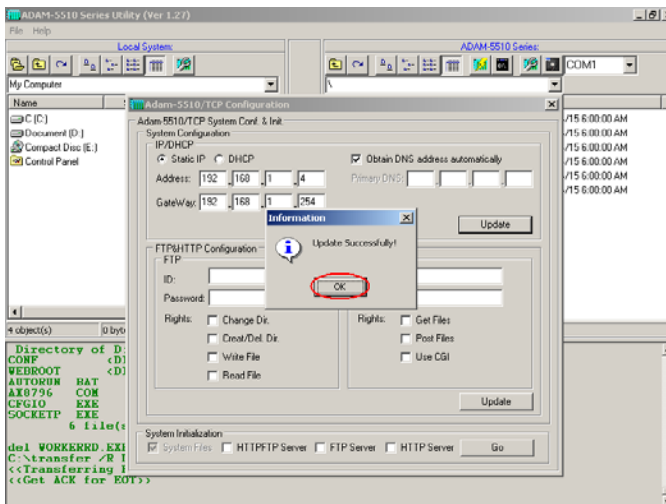 ADAM-5510 Series Utility (Ver 1.27)
File Help
Local System:
ADAM-5510 Series:
COM1
My Computer
\
Name
C (C:)
Document (D:)
Compact Disc (E:)
Control Panel
/15 6:00:00 AM
/15 6:00:00 AM
/15 6:00:00 AM
/15 6:00:00 AM
/15 6:00:00 AM
/15 6:00:00 AM
Adam-5510/TCP Configuration
Adam-5510/TCP System Conf. & Init.
System Configuration
IP/DHCP
Static IP DHCP
Obtain DNS address automatically
Address: 192 .168 .1 .4
Primary DNS:
GateWay: 192 .168 .1 .254
Update
Information
Update Successfully!
OK
FTP&HTTP Configuration
FTP
ID:
Password:
Rights: Change Dir.
Creat/Del. Dir.
Write File
Read File
Rights: Get Files
Post Files
Use CGI
Update
System Initialization
System Files HTTPFTP Server FTP Server HTTP Server Go
4 object(s)
0 byt
Directory of D:
CONF <D
WEBROOT <D
AUTORUN BAT
AX8796 COM
CFGIO EXE
SOCKETP EXE
6 file(s
del WORKERRD.EX
C:\transfer /R
<<Transferring
<<Get ACK for EOT>>